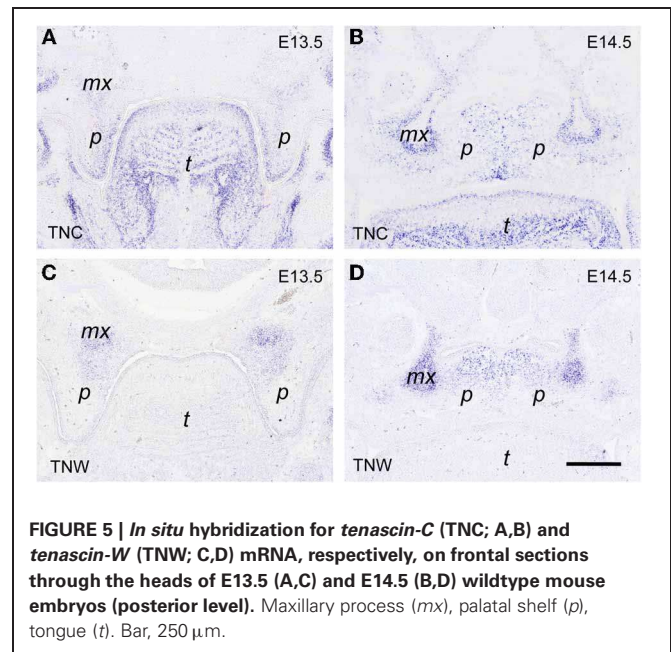 A E13.5 B E14.5
mx
mx
p p p p
t
t
TNC TNC
C E13.5 D E14.5
mx
mx
p p p p
t t
TNW TNW
FIGURE 5 | In situ hybridization for tenascin-C (TNC; A,B) and
tenascin-W (TNW; C,D) mRNA, respectively, on frontal sections
through the heads of E13.5 (A,C) and E14.5 (B,D) wildtype mouse
embryos (posterior level). Maxillary process (mx), palatal shelf (p),
tongue (t). Bar, 250 μm.